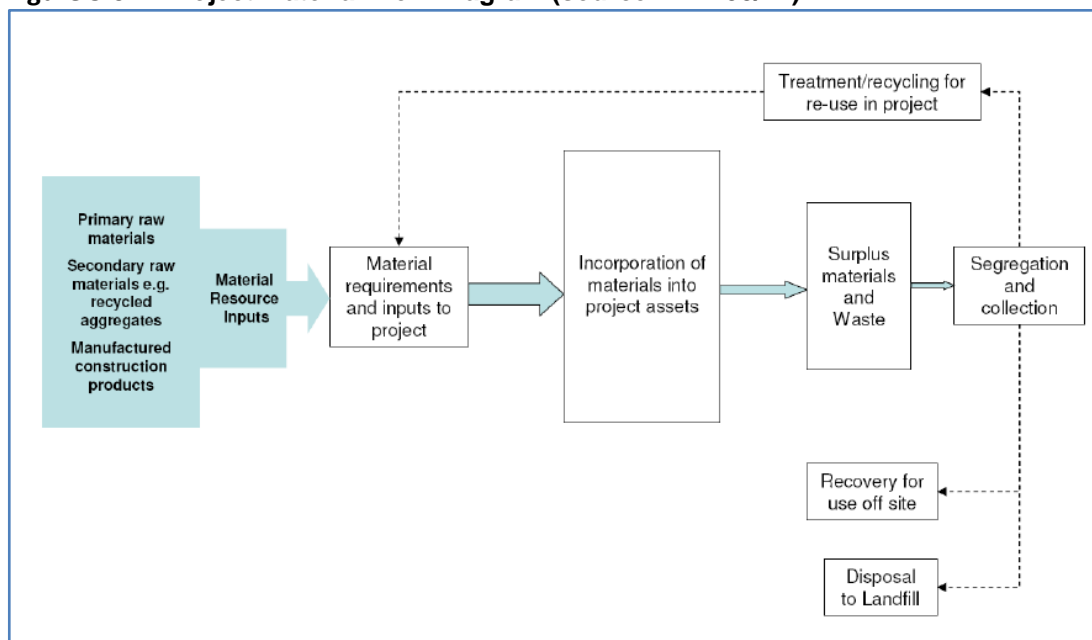 Treatment/recycling for
re-use in project
Primary raw
materials
Secondary raw
materials e.g.
recycled
aggregates
Manufactured
construction
products
Material
Resource
Inputs
Material
requirements
and inputs to
project
Incorporation of
materials into
project assets
Surplus
materials
and
Waste
Segregation
and
collection
Recovery for
use off site
Disposal
to Landfill